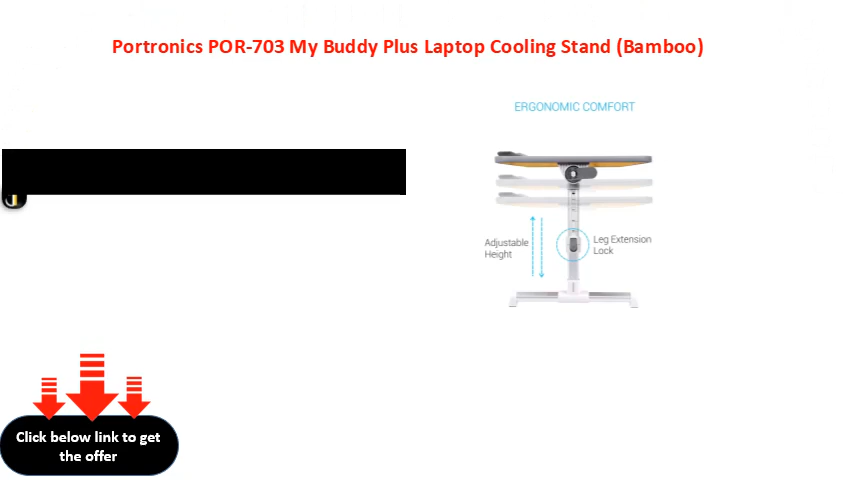 Portronics POR-703 My Buddy Plus Laptop Cooling Stand (Bamboo)
ERGONOMIC COMFORT
Adjustable
Height
Leg Extension
Lock
Click below link to get
the offer